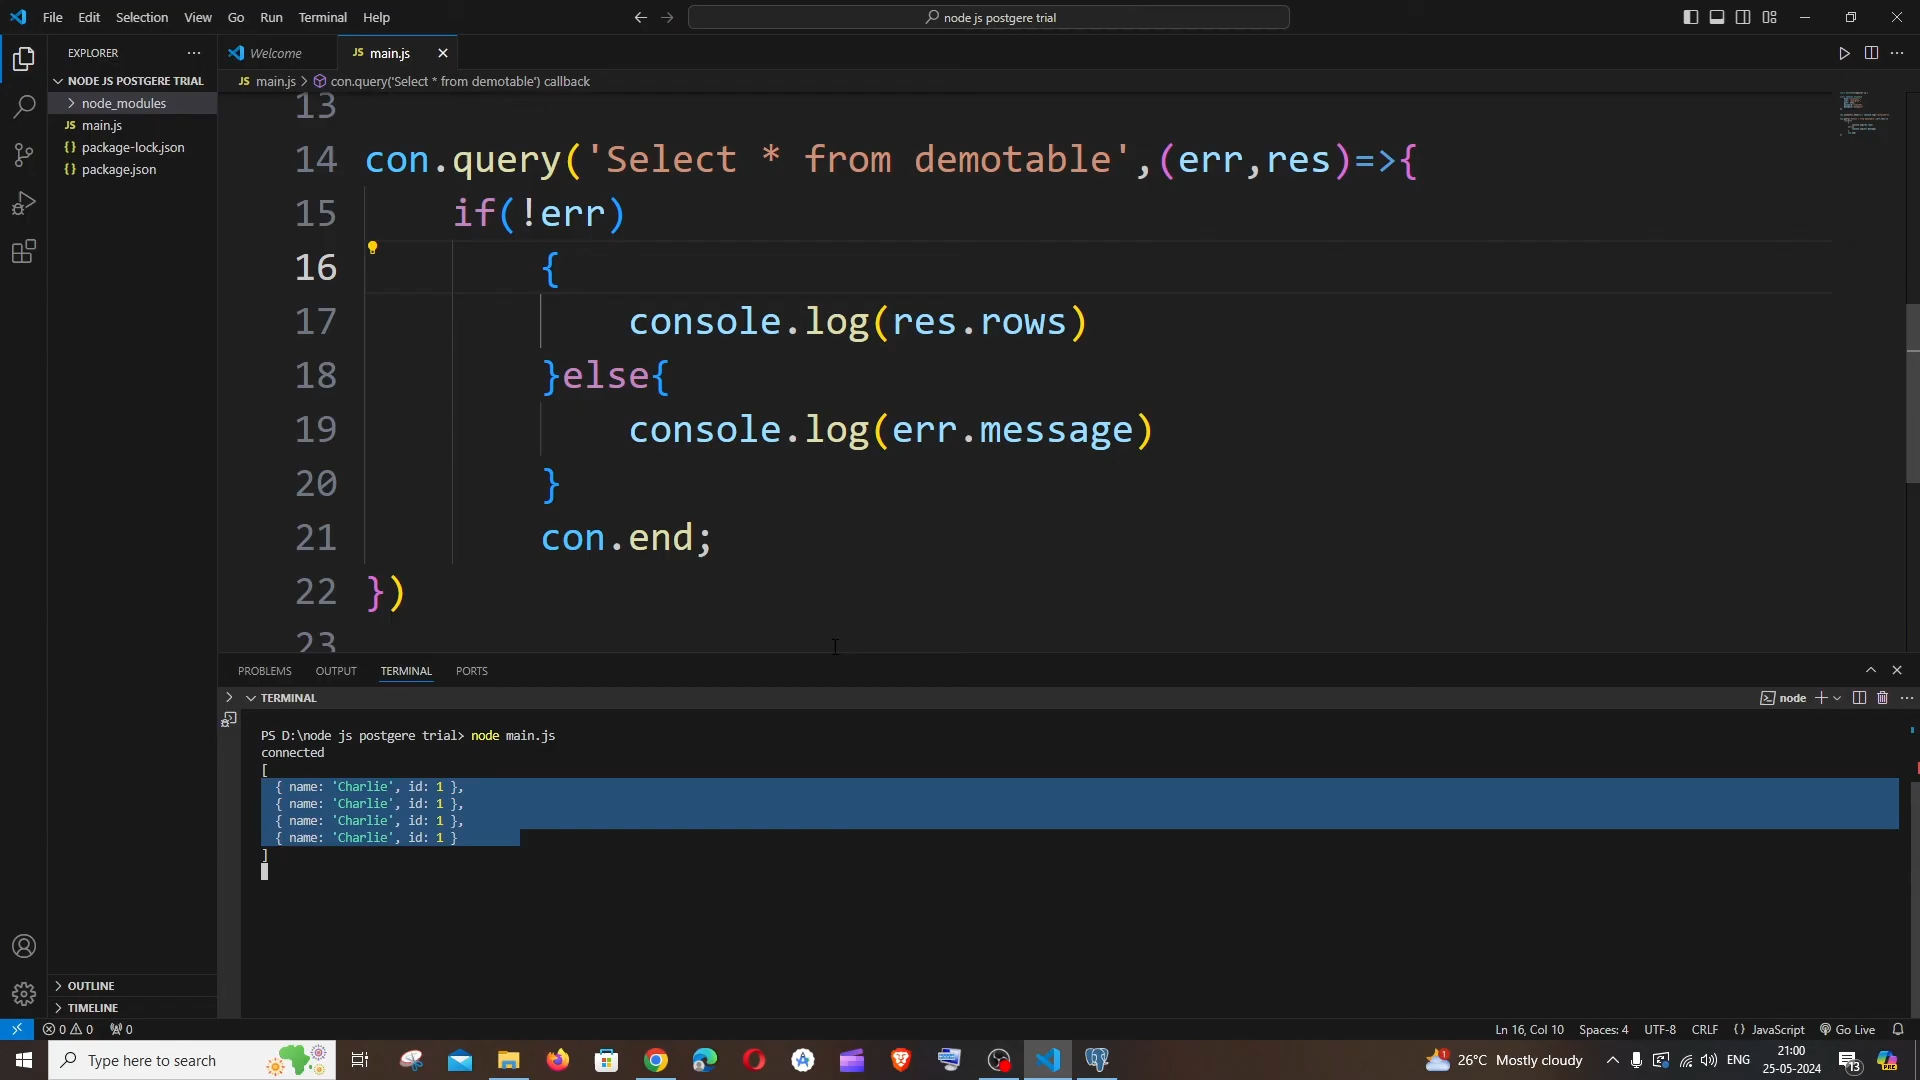 File Edit Selection View Go Run Terminal Help
node js postgere trial
EXPLORER
NODE JS POSTGERE TRIAL
node_modules
JS main.js
{} package-lock.json
{} package.json
OUTLINE
TIMELINE
Welcome
JS main.js
JS main.js > con.query('Select * from demotable') callback
13
14 con.query('Select * from demotable',(err,res)=>{
15 if(!err)
16 {
17 console.log(res.rows)
18 }else{
19 console.log(err.message)
20 }
21 con.end;
22 })
23
PROBLEMS OUTPUT TERMINAL PORTS
TERMINAL
node
PS D:\node js postgere trial> node main.js
connected
[
{ name: 'Charlie', id: 1 },
{ name: 'Charlie', id: 1 },
{ name: 'Charlie', id: 1 },
{ name: 'Charlie', id: 1 }
]
0 0 0
Ln 16, Col 10 Spaces: 4 UTF-8 CRLF {} JavaScript Go Live
Type here to search
26°C Mostly cloudy
ENG
21:00
25-05-2024
13